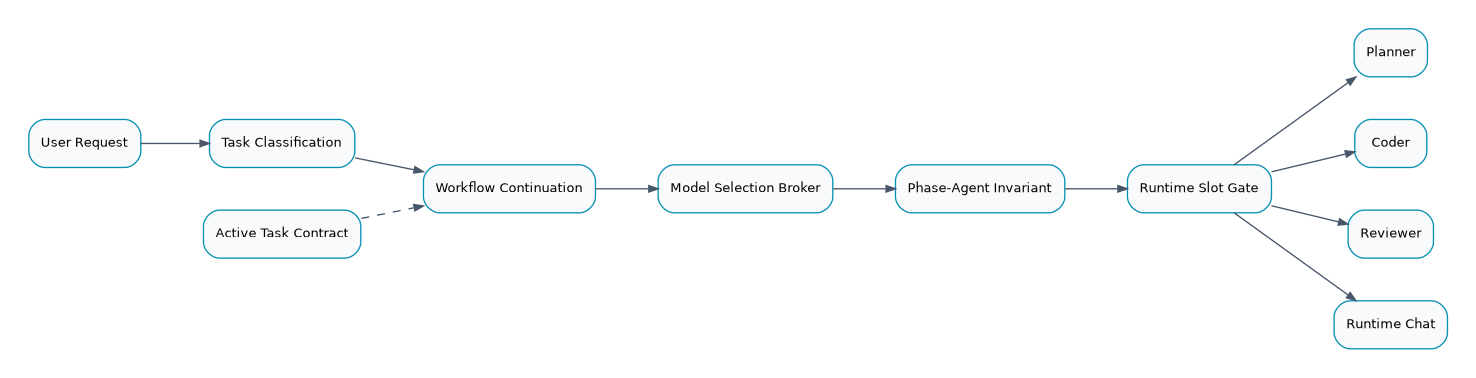 User Request
Task Classification
Active Task Contract
Workflow Continuation
Model Selection Broker
Phase-Agent Invariant
Runtime Slot Gate
Planner
Coder
Reviewer
Runtime Chat